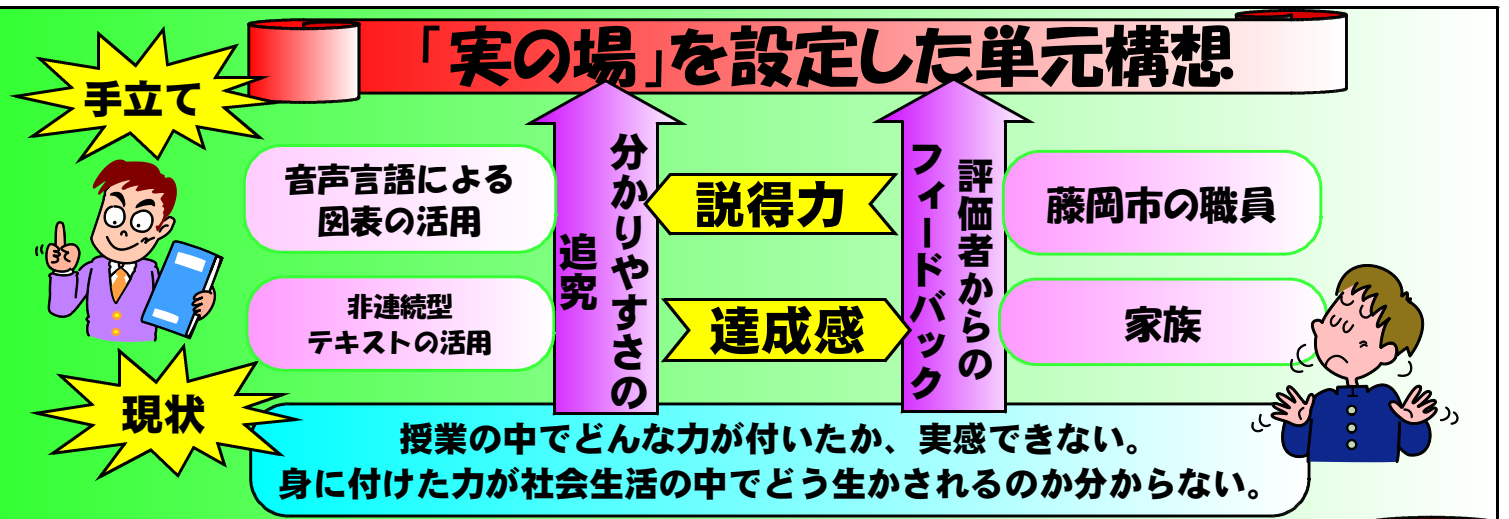 「実の場」を設定した単元構想
手立て
音声言語による
図表の活用
非連続型
テキストの活用
分かりやすさの
追究
説得力
達成感
評価者からの
フィードバック
藤岡市の職員
家族
現状
授業の中でどんな力が付いたか、実感できない。
身に付けた力が社会生活の中でどう生かされるのか分からない。